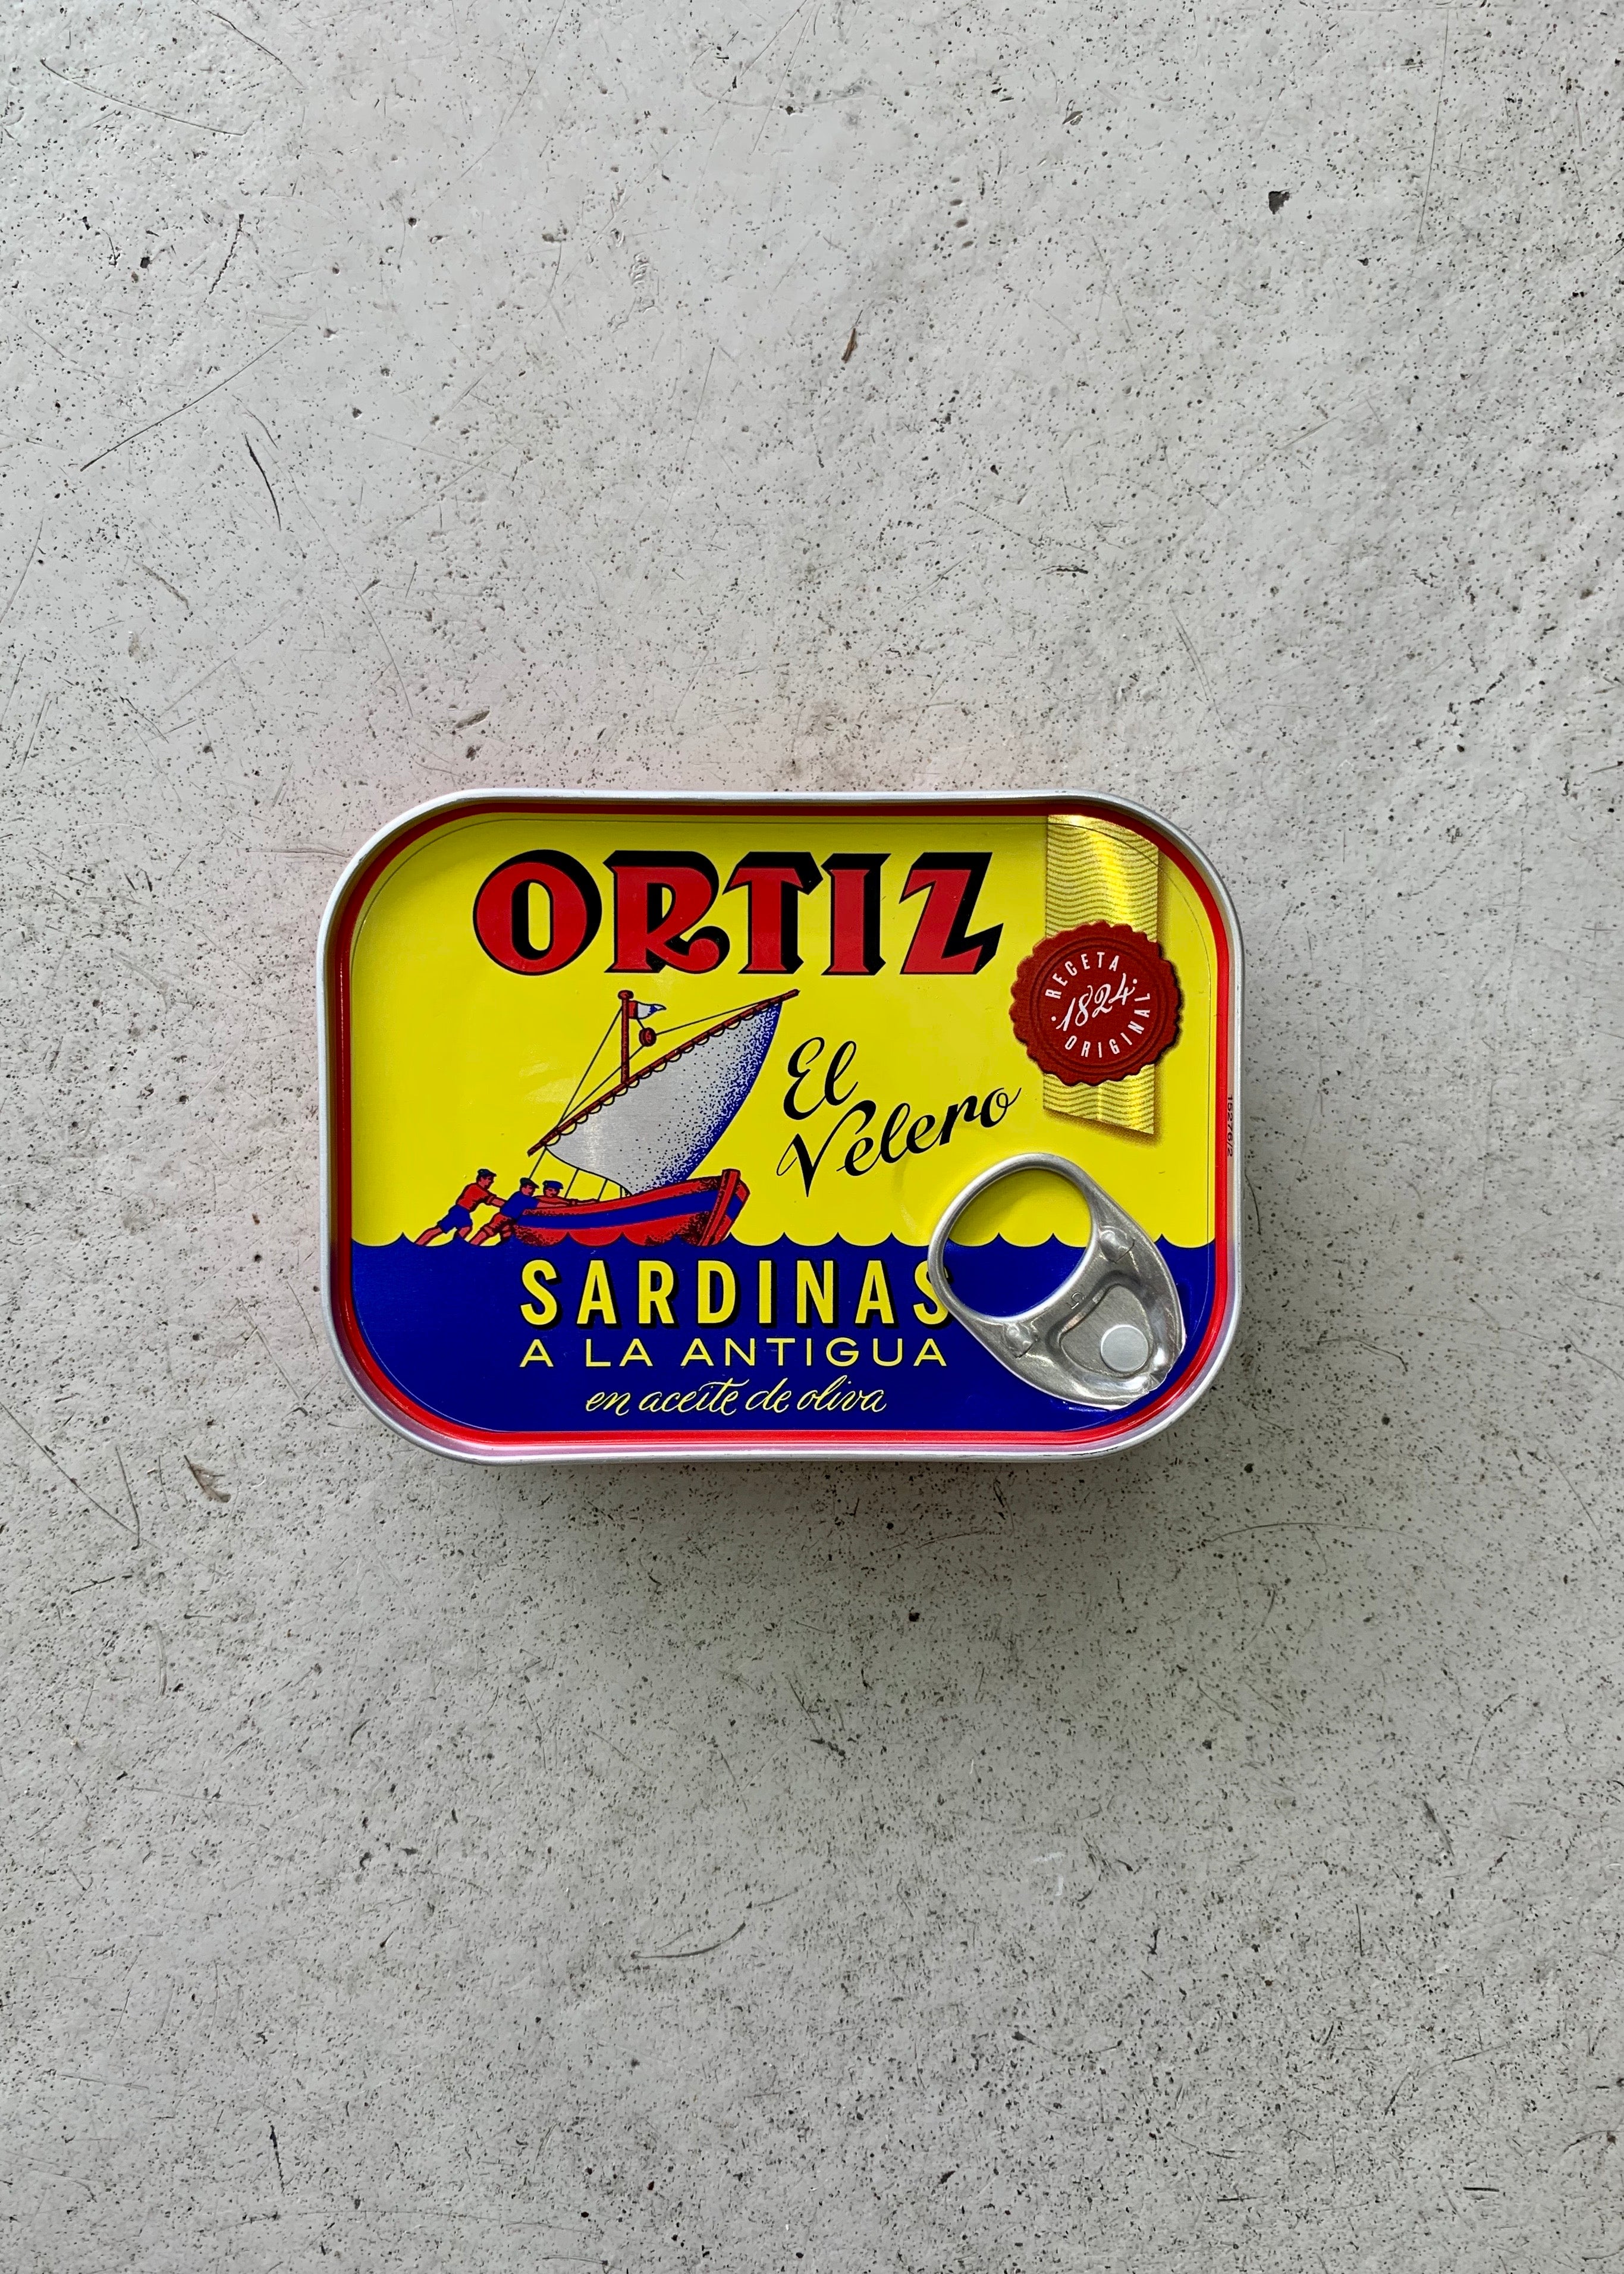 ORTIZ
RECETA
·1824·
ORIGINAL
El
Velero
SARDINAS
A LA ANTIGUA
en aceite de oliva